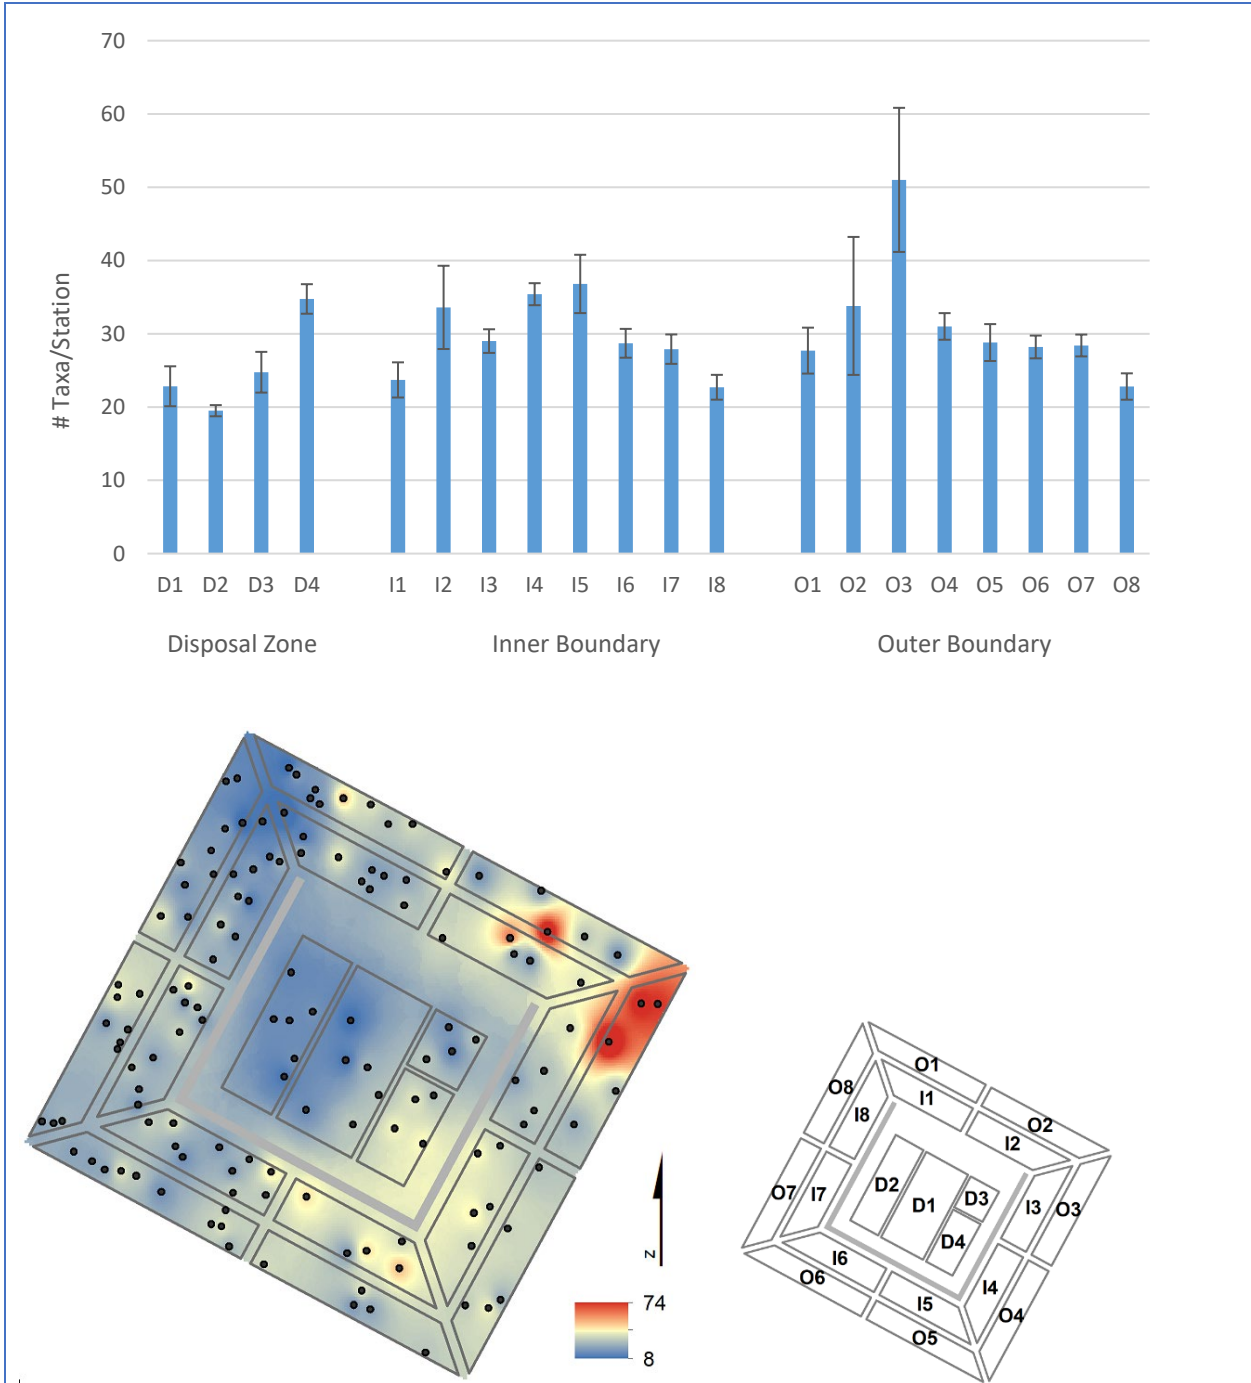 70
60
50
40
30
20
10
0
# Taxa/Station
D1 D2 D3 D4 I1 I2 I3 I4 I5 I6 I7 I8 O1 O2 O3 O4 O5 O6 O7 O8
Disposal Zone Inner Boundary Outer Boundary
z
74
8
O1
O8 I1
I8 O2
I2
D2 D3 I3 O3
O7 I7 D1
D4
I6 I4
O6 I5 O4
O5